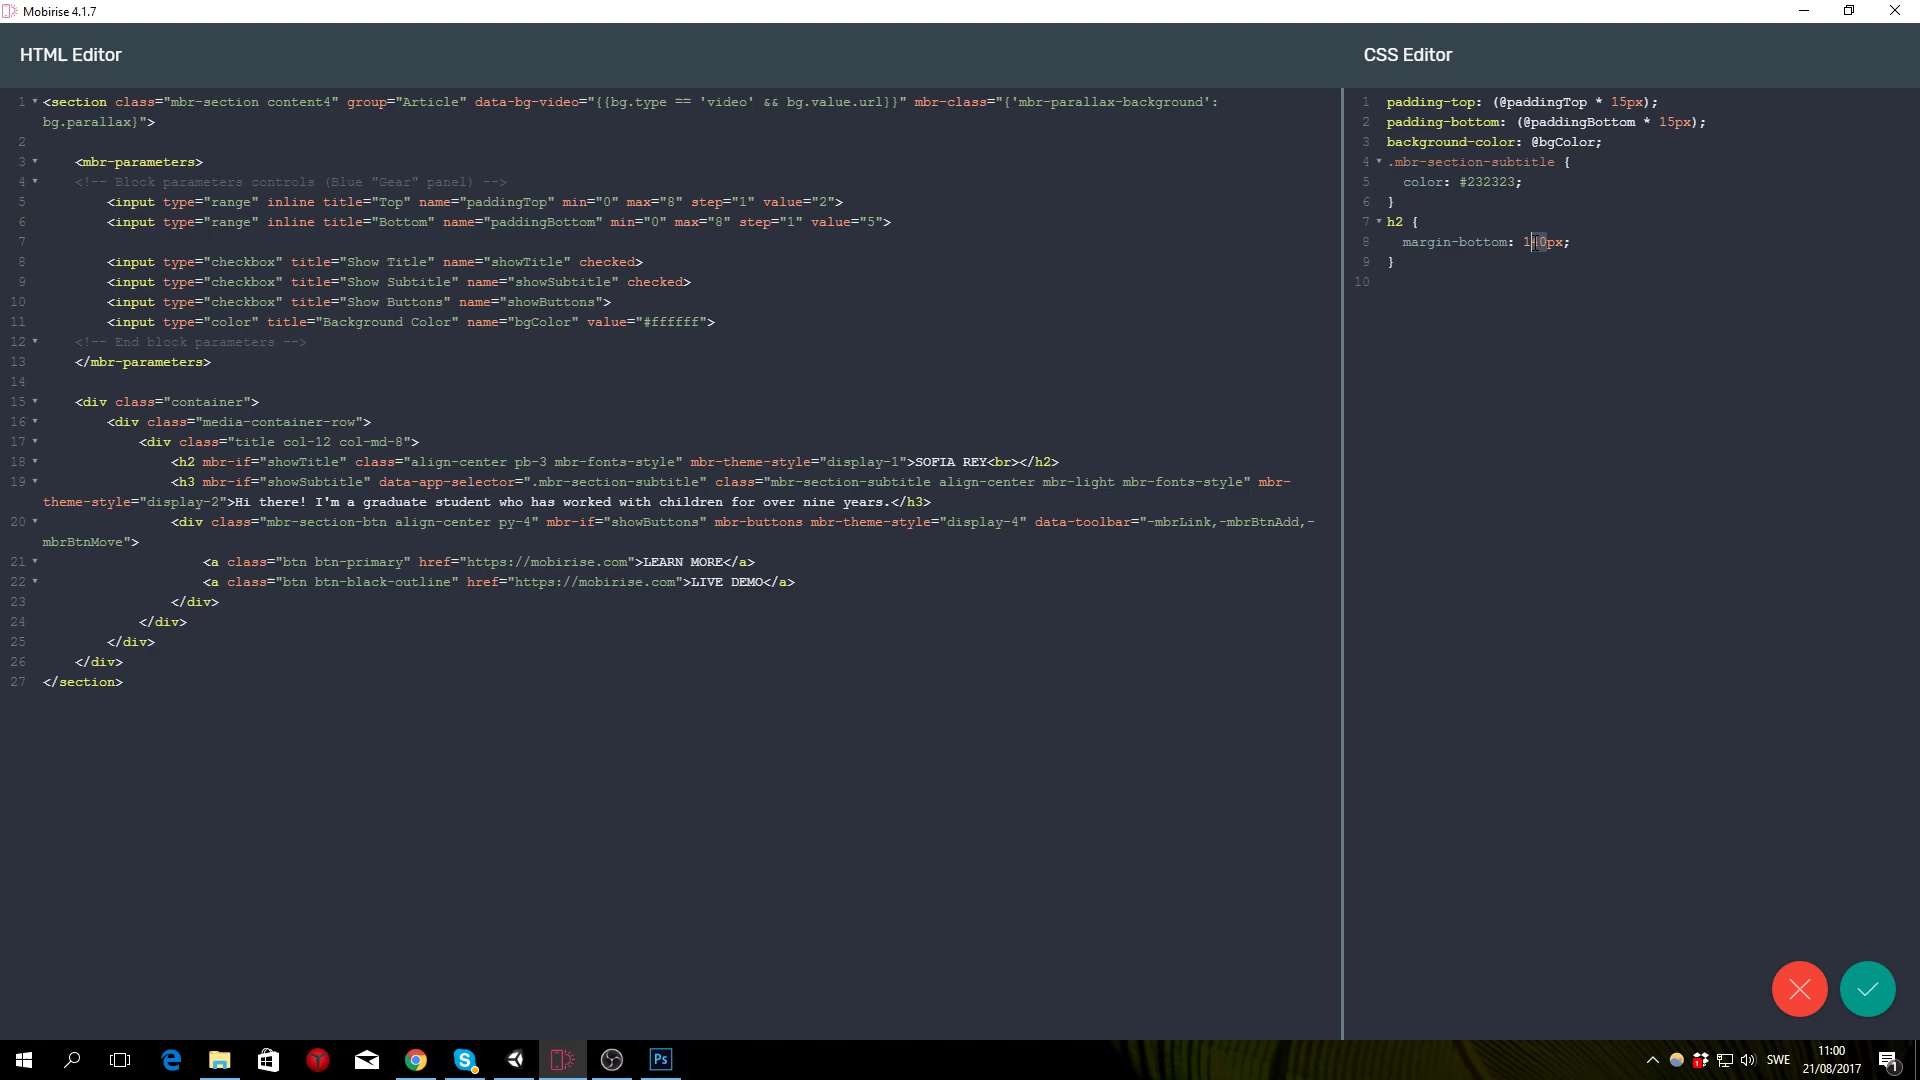 Mobirise 4.1.7
HTML Editor
CSS Editor
1 <section class="mbr-section content4" group="Article" data-bg-video="{{bg.type == 'video' && bg.value.url}}" mbr-class="{'mbr-parallax-background':
bg.parallax}">
2
3 <mbr-parameters>
4 <!-- Block parameters controls (Blue "Gear" panel) -->
5 <input type="range" inline title="Top" name="paddingTop" min="0" max="8" step="1" value="2">
6 <input type="range" inline title="Bottom" name="paddingBottom" min="0" max="8" step="1" value="5">
7
8 <input type="checkbox" title="Show Title" name="showTitle" checked>
9 <input type="checkbox" title="Show Subtitle" name="showSubtitle" checked>
10 <input type="checkbox" title="Show Buttons" name="showButtons">
11 <input type="color" title="Background Color" name="bgColor" value="#ffffff">
12 <!-- End block parameters -->
13 </mbr-parameters>
14
15 <div class="container">
16 <div class="media-container-row">
17 <div class="title col-12 col-md-8">
18 <h2 mbr-if="showTitle" class="align-center pb-3 mbr-fonts-style" mbr-theme-style="display-1">SOFIA REY<br></h2>
19 <h3 mbr-if="showSubtitle" data-app-selector=".mbr-section-subtitle" class="mbr-section-subtitle align-center mbr-light mbr-fonts-style" mbr-
theme-style="display-2">Hi there! I'm a graduate student who has worked with children for over nine years.</h3>
20 <div class="mbr-section-btn align-center py-4" mbr-if="showButtons" mbr-buttons mbr-theme-style="display-4" data-toolbar="-mbrLink,-mbrBtnAdd,-
mbrBtnMove">
21 <a class="btn btn-primary" href="https://mobirise.com">LEARN MORE</a>
22 <a class="btn btn-black-outline" href="https://mobirise.com">LIVE DEMO</a>
23 </div>
24 </div>
25 </div>
26 </div>
27 </section>
1 padding-top: (@paddingTop * 15px);
2 padding-bottom: (@paddingBottom * 15px);
3 background-color: @bgColor;
4 .mbr-section-subtitle {
5 color: #232323;
6 }
7 h2 {
8 margin-bottom:
9 }
10
Ps
SWE
11:00
21/08/2017
1